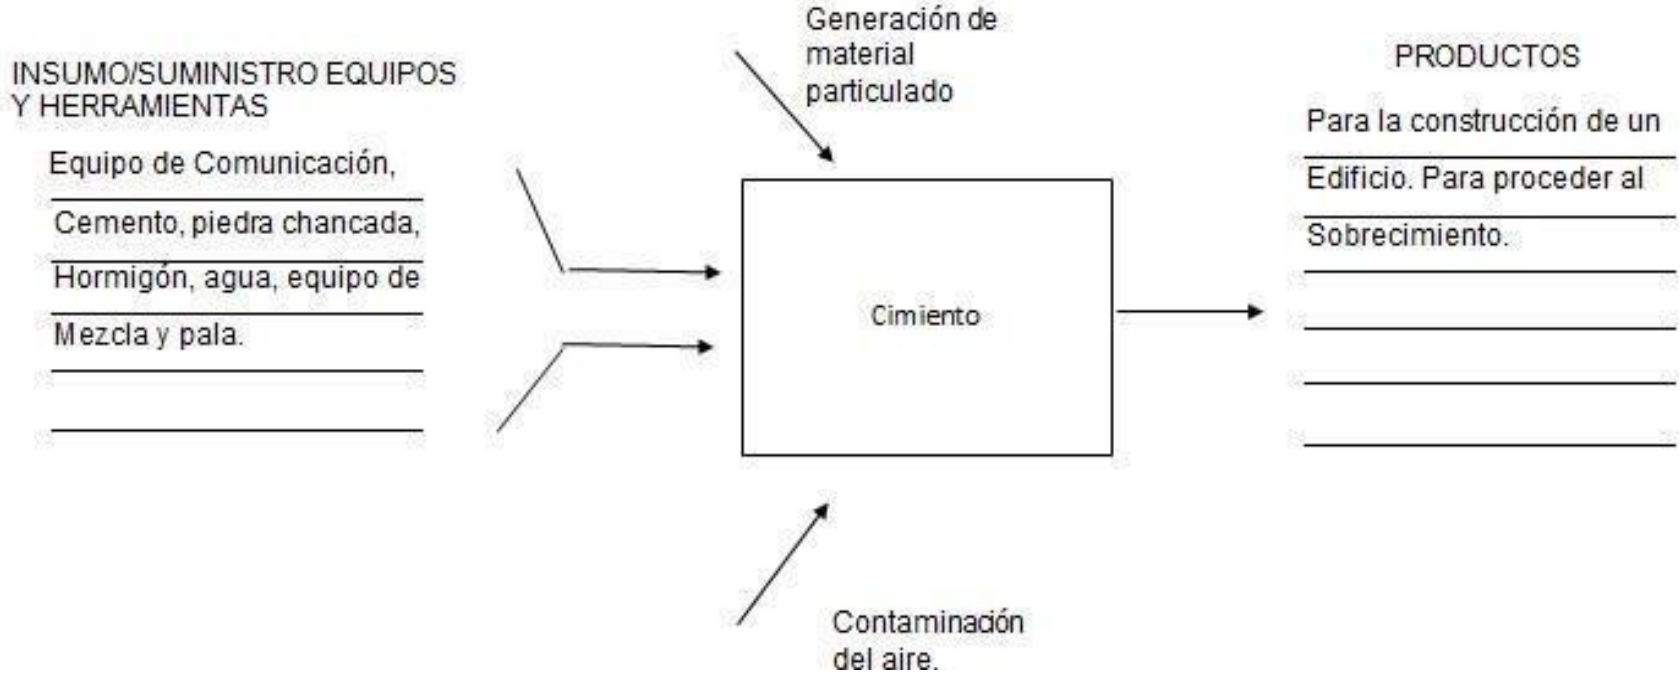 INSUMO/SUMINISTRO EQUIPOS
Y HERRAMIENTAS
Equipo de Comunicación,
Cemento, piedra chancada,
Hormigón, agua, equipo de
Mezcla y pala.
Generación de
material
particulado
Cimiento
Contaminación
del aire.
PRODUCTOS
Para la construcción de un
Edificio. Para proceder al
Sobrecimiento.